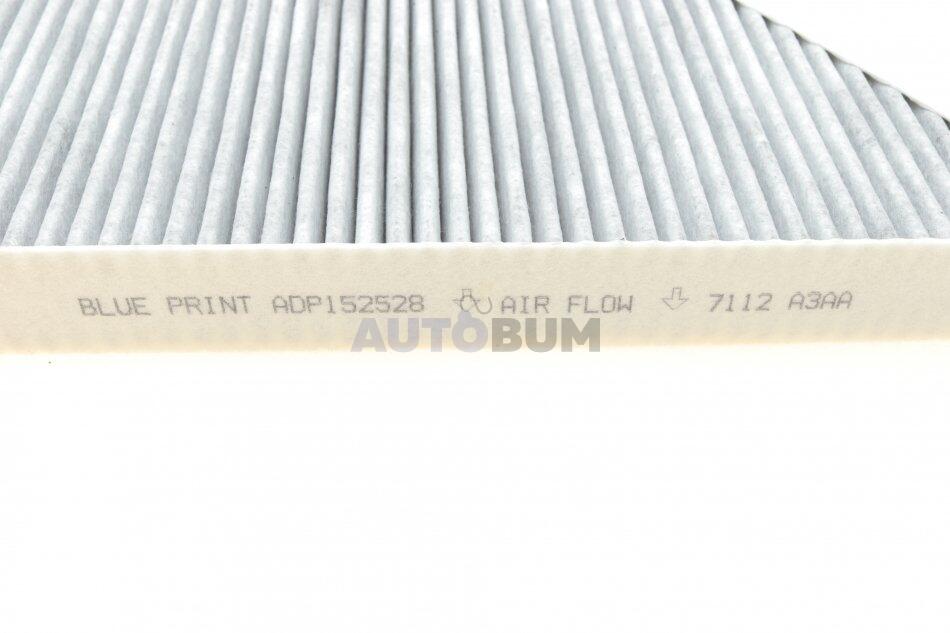 BLUE PRINT ADP152528 AIR FLOW 7112 A3AA
AUTOBUM